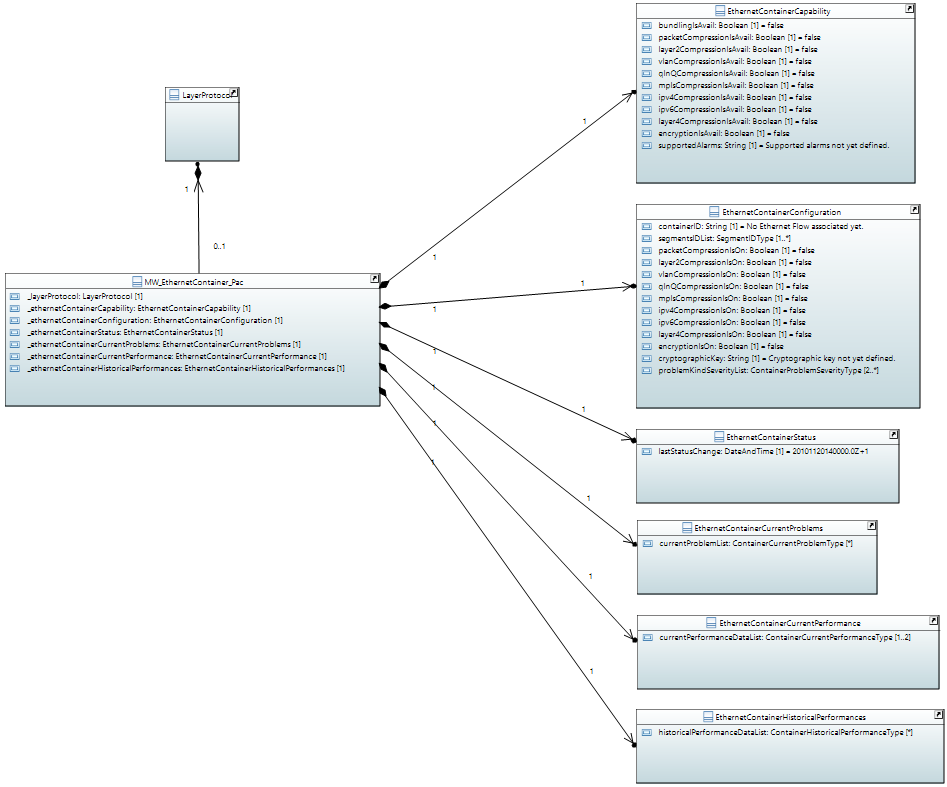 EthernetContainerCapability
bundlingIsAvail: Boolean [1] = false
packetCompressionIsAvail: Boolean [1] = false
layer2CompressionIsAvail: Boolean [1] = false
vlanCompressionIsAvail: Boolean [1] = false
qInQCompressionIsAvail: Boolean [1] = false
mplsCompressionIsAvail: Boolean [1] = false
ipv4CompressionIsAvail: Boolean [1] = false
ipv6CompressionIsAvail: Boolean [1] = false
layer4CompressionIsAvail: Boolean [1] = false
encryptionIsAvail: Boolean [1] = false
supportedAlarms: String [1] = Supported alarms not yet defined.
LayerProtocol
1
0..1
MW_EthernetContainer_Pac
_layerProtocol: LayerProtocol [1]
_ethernetContainerCapability: EthernetContainerCapability [1]
_ethernetContainerConfiguration: EthernetContainerConfiguration [1]
_ethernetContainerStatus: EthernetContainerStatus [1]
_ethernetContainerCurrentProblems: EthernetContainerCurrentProblems [1]
_ethernetContainerCurrentPerformance: EthernetContainerCurrentPerformance [1]
_ethernetContainerHistoricalPerformances: EthernetContainerHistoricalPerformances [1]
1
1
1
1
1
1
1
1
1
1
1
1
EthernetContainerConfiguration
containerID: String [1] = No Ethernet Flow associated yet.
segmentsIDList: SegmentIDType [1..*]
packetCompressionIsOn: Boolean [1] = false
layer2CompressionIsOn: Boolean [1] = false
vlanCompressionIsOn: Boolean [1] = false
qInQCompressionIsOn: Boolean [1] = false
mplsCompressionIsOn: Boolean [1] = false
ipv4CompressionIsOn: Boolean [1] = false
ipv6CompressionIsOn: Boolean [1] = false
layer4CompressionIsOn: Boolean [1] = false
encryptionIsOn: Boolean [1] = false
cryptographicKey: String [1] = Cryptographic key not yet defined.
problemKindSeverityList: ContainerProblemSeverityType [2..*]
EthernetContainerStatus
lastStatusChange: DateAndTime [1] = 20101120140000.0Z+1
EthernetContainerCurrentProblems
currentProblemList: ContainerCurrentProblemType [*]
EthernetContainerCurrentPerformance
currentPerformanceDataList: ContainerCurrentPerformanceType [1..2]
EthernetContainerHistoricalPerformances
historicalPerformanceDataList: ContainerHistoricalPerformanceType [*]